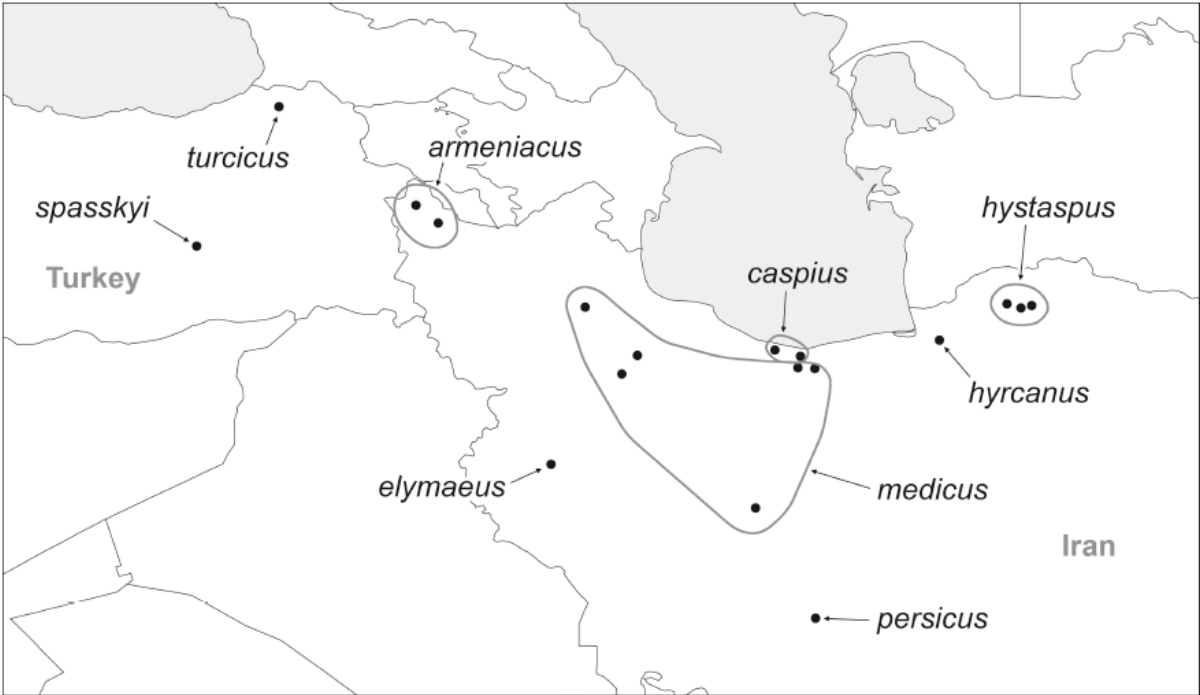 turcicus
armeniacus
spasskyi
hystaspus
Turkey
caspius
hyrcanus
elymaeus
medicus
Iran
persicus